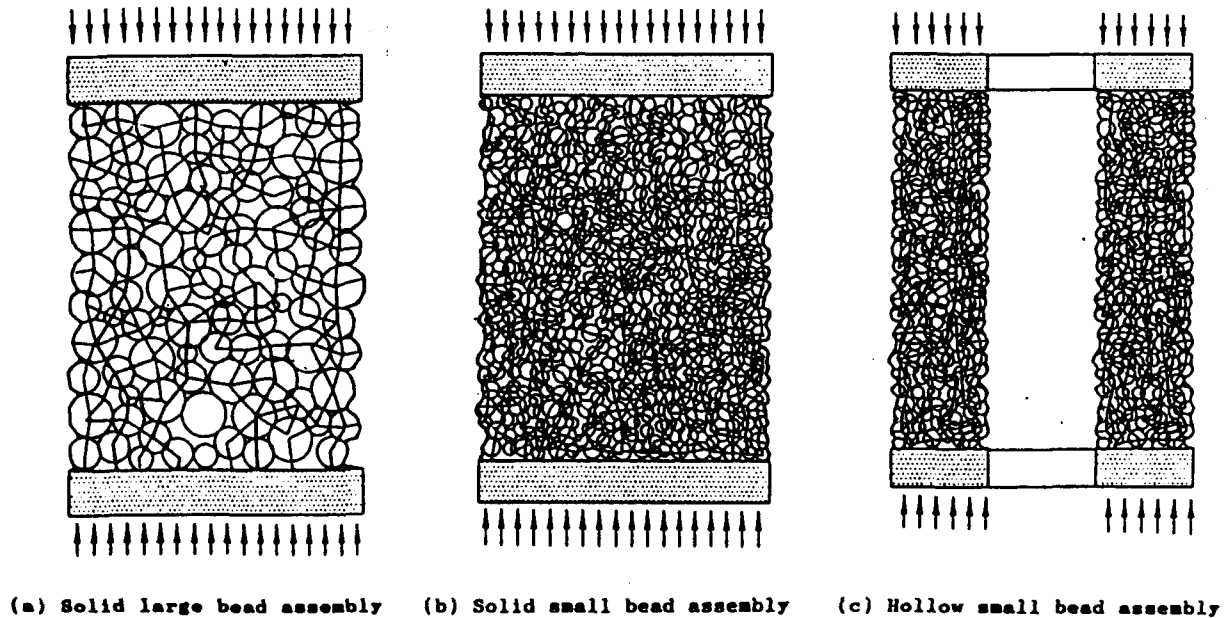 (a) Solid large bead assembly
(b) Solid small bead assembly
(c) Hollow small bead assembly